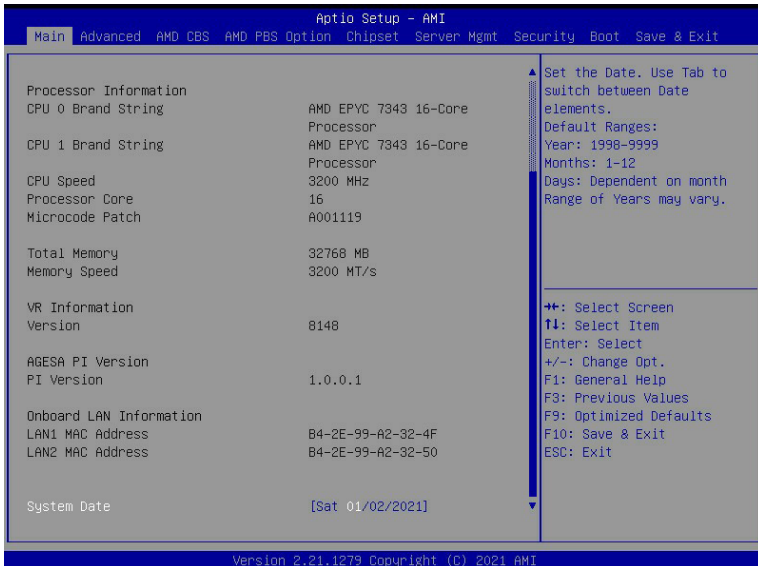 Aptio Setup - AMI
Main Advanced AMD CBS AMD PBS Option Chipset Server Mgmt Security Boot Save & Exit
Processor Information
CPU 0 Brand String AMD EPYC 7343 16-Core
Processor
CPU 1 Brand String AMD EPYC 7343 16-Core
Processor
CPU Speed 3200 MHz
Processor Core 16
Microcode Patch A001119
Total Memory 32768 MB
Memory Speed 3200 MT/s
VR Information
Version 8148
AGESA PI Version
PI Version 1.0.0.1
Onboard LAN Information
LAN1 MAC Address B4-2E-99-A2-32-4F
LAN2 MAC Address B4-2E-99-A2-32-50
System Date [Sat 01/02/2021]
Set the Date. Use Tab to
switch between Date
elements.
Default Ranges:
Year: 1998-9999
Months: 1-12
Days: Dependent on month
Range of Years may vary.
→←: Select Screen
↑↓: Select Item
Enter: Select
+/-: Change Opt.
F1: General Help
F3: Previous Values
F9: Optimized Defaults
F10: Save & Exit
ESC: Exit
Version 2.21.1279 Copyright (C) 2021 AMI